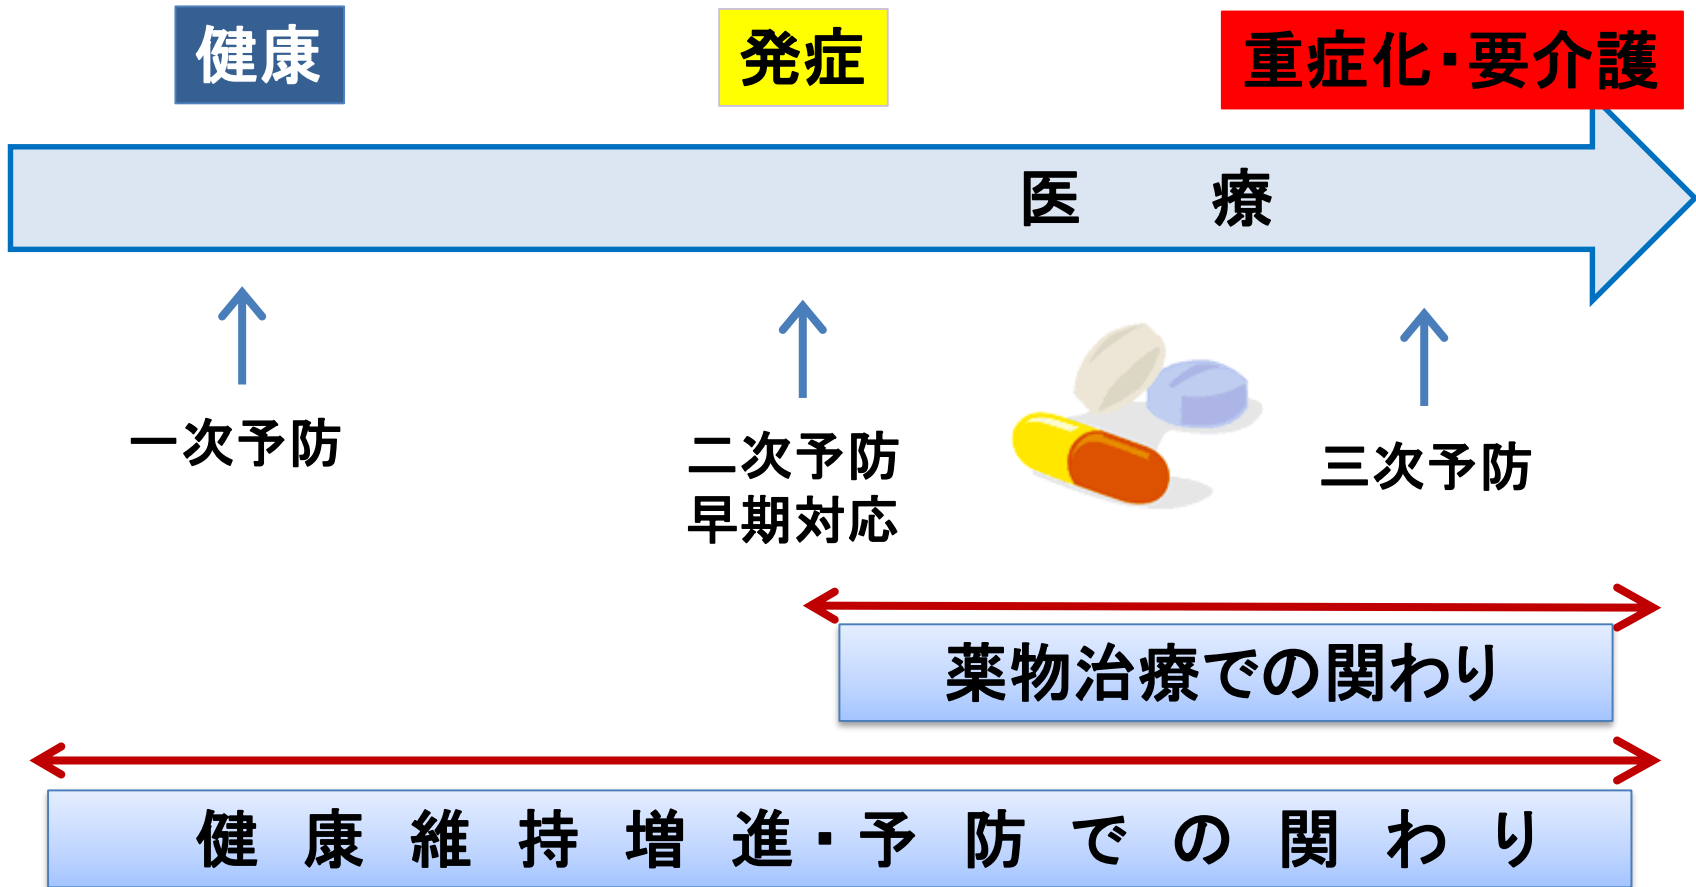 健康
発症
重症化・要介護
医療
一次予防
二次予防
早期対応
三次予防
薬物治療での関わり
健康維持増進・予防での関わり